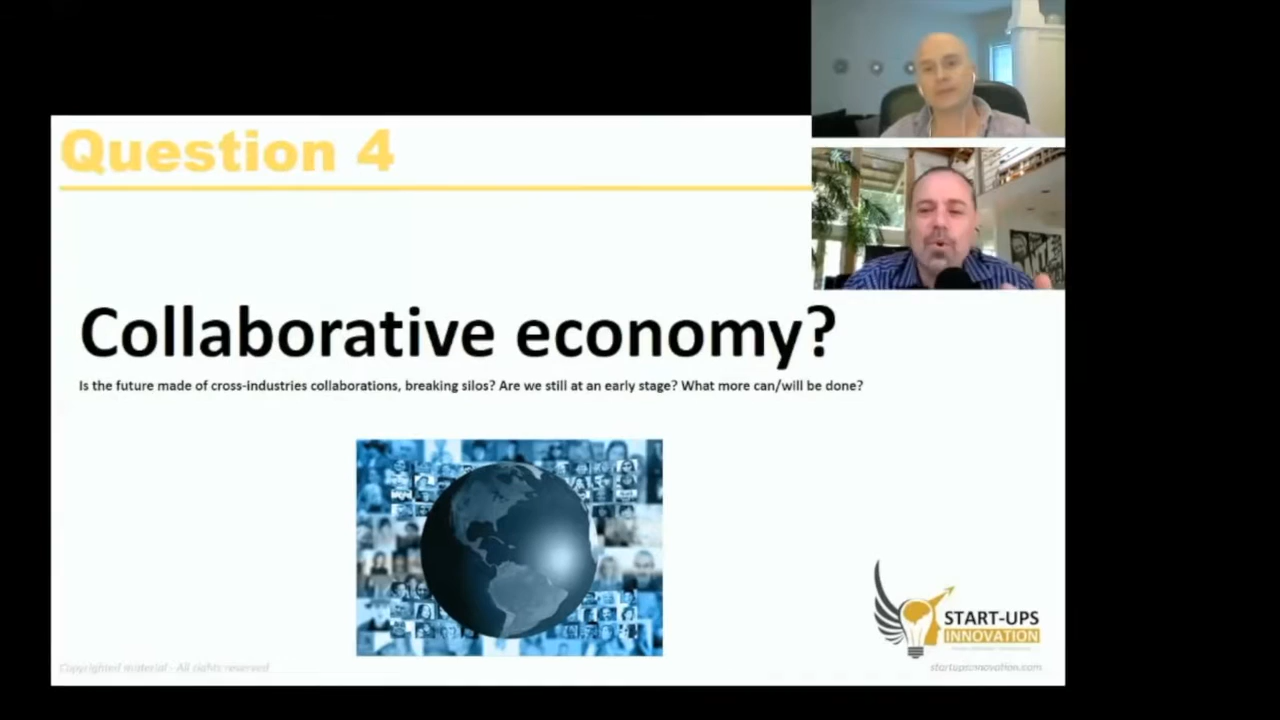 Question 4
Collaborative economy?
Is the future made of cross-industries collaborations, breaking silos? Are we still at an early stage? What more can/will be done?
START-UPS
INNOVATION
Copyrighted material - All rights reserved
startupsinnovation.com